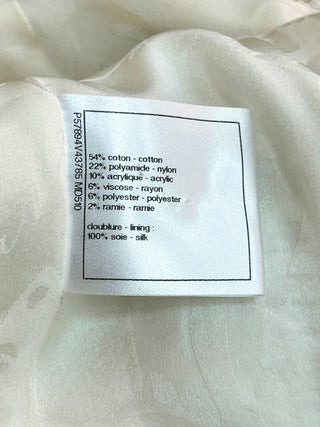 P57894V43785 MD510
54% coton - cotton
22% polyamide - nylon
10% acrylique - acrylic
6% viscose - rayon
6% polyester - polyester
2% ramie - ramie
doublure - lining :
100% soie - silk